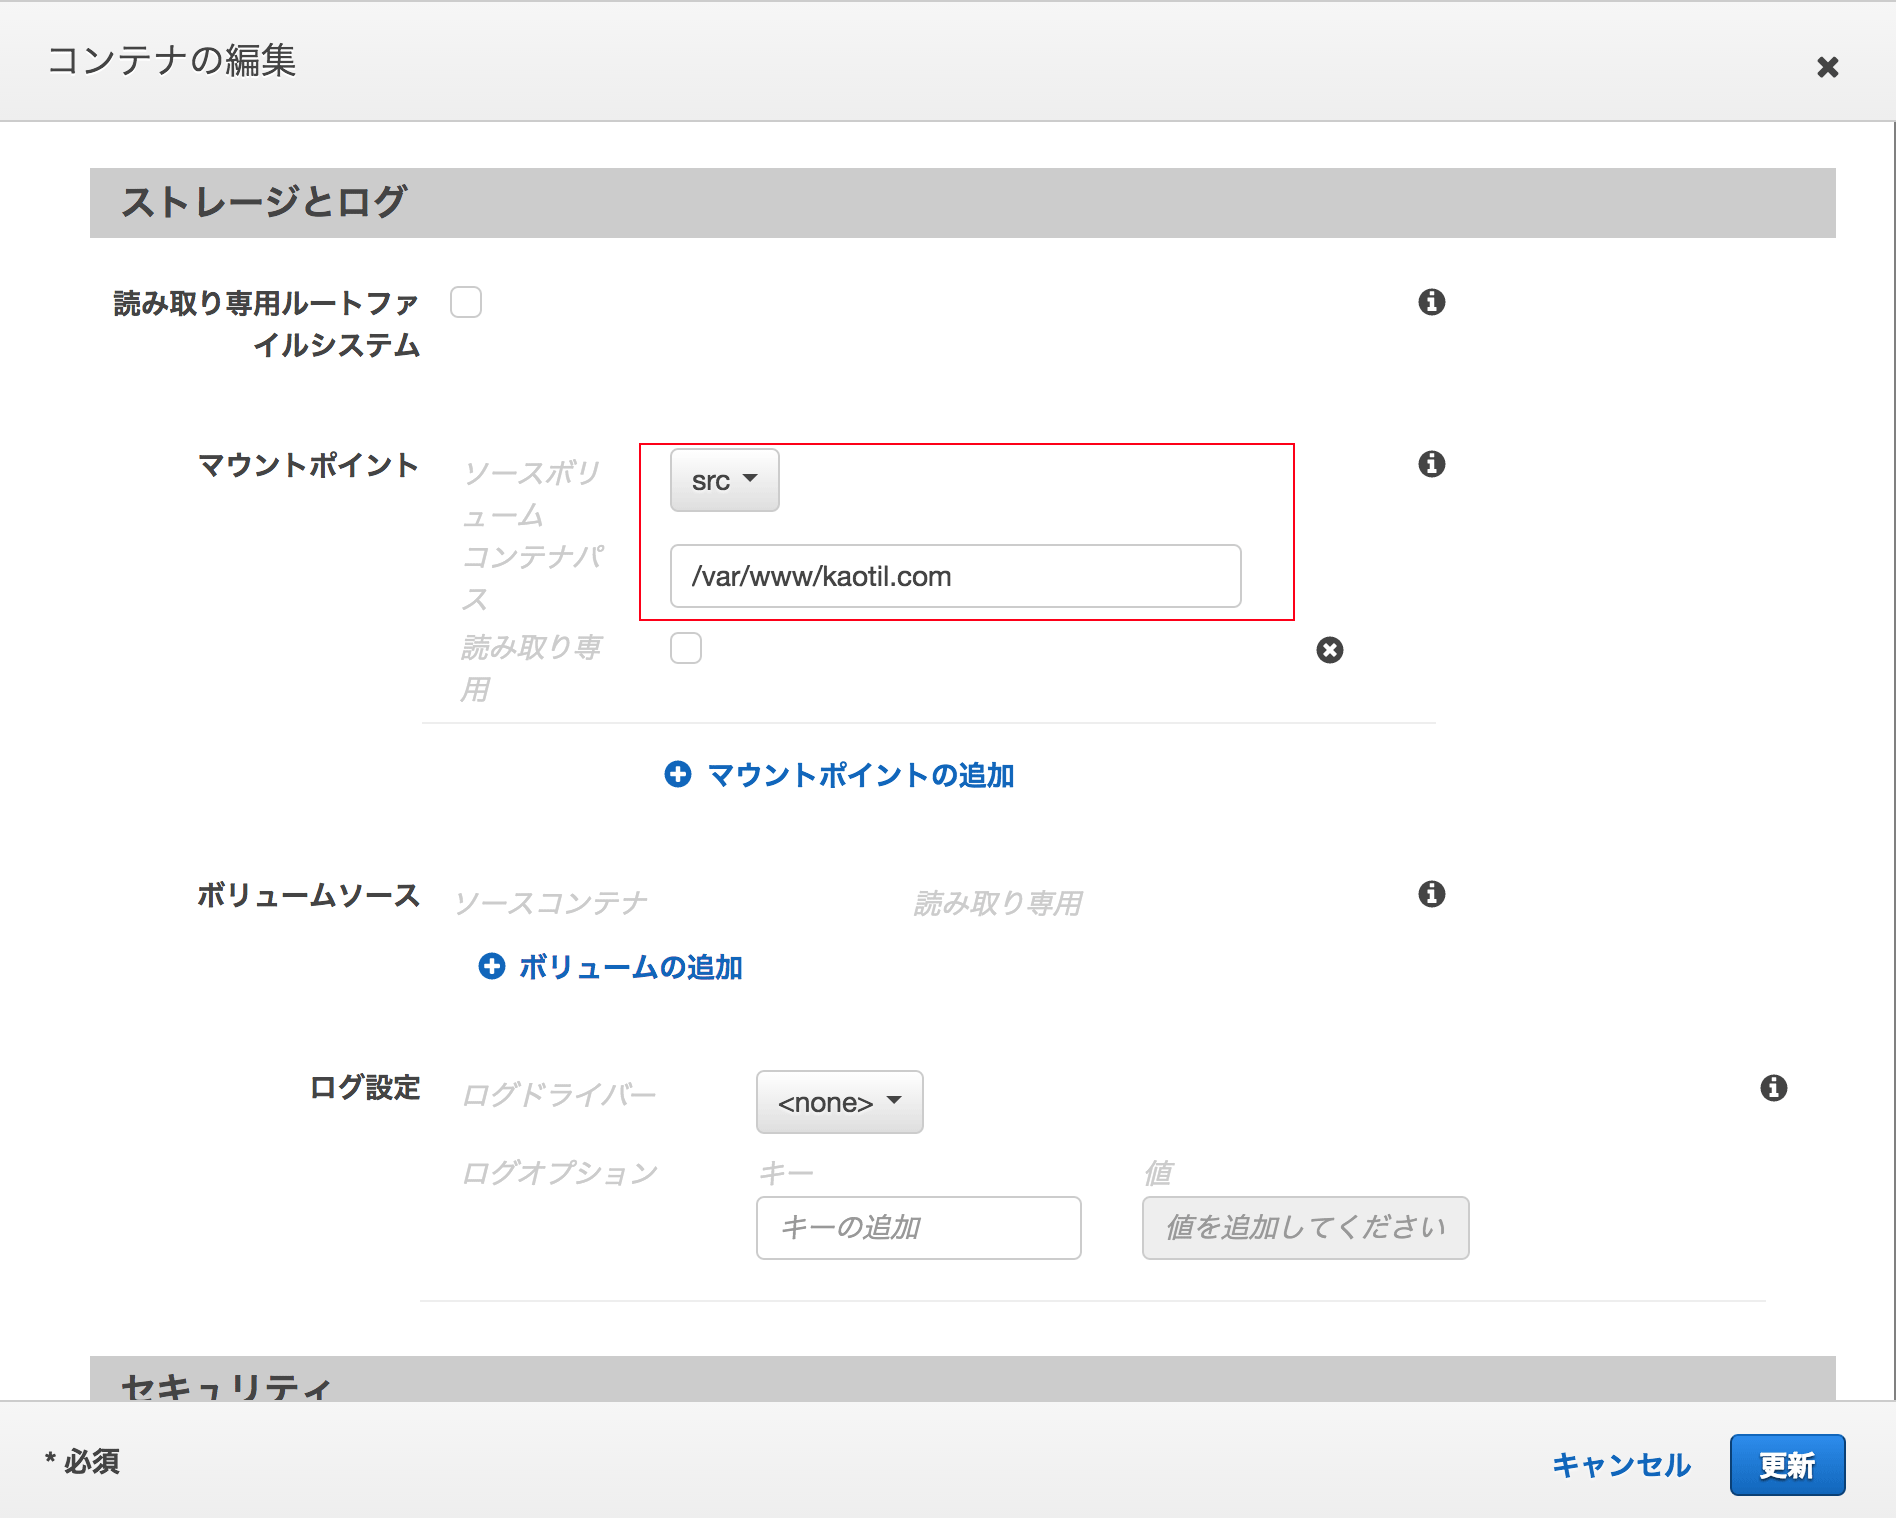 コンテナの編集
ストレージとログ
読み取り専用ルートファ
イルシステム
マウントポイント
ソースボリ
ューム
src
コンテナパ
ス
/var/www/kaotil.com
読み取り専
用
マウントポイントの追加
ボリュームソース
ソースコンテナ
読み取り専用
ボリュームの追加
ログ設定
ログドライバー
<none>
ログオプション
キー
値
キーの追加
値を追加してください
セキュリティ
* 必須
キャンセル
更新